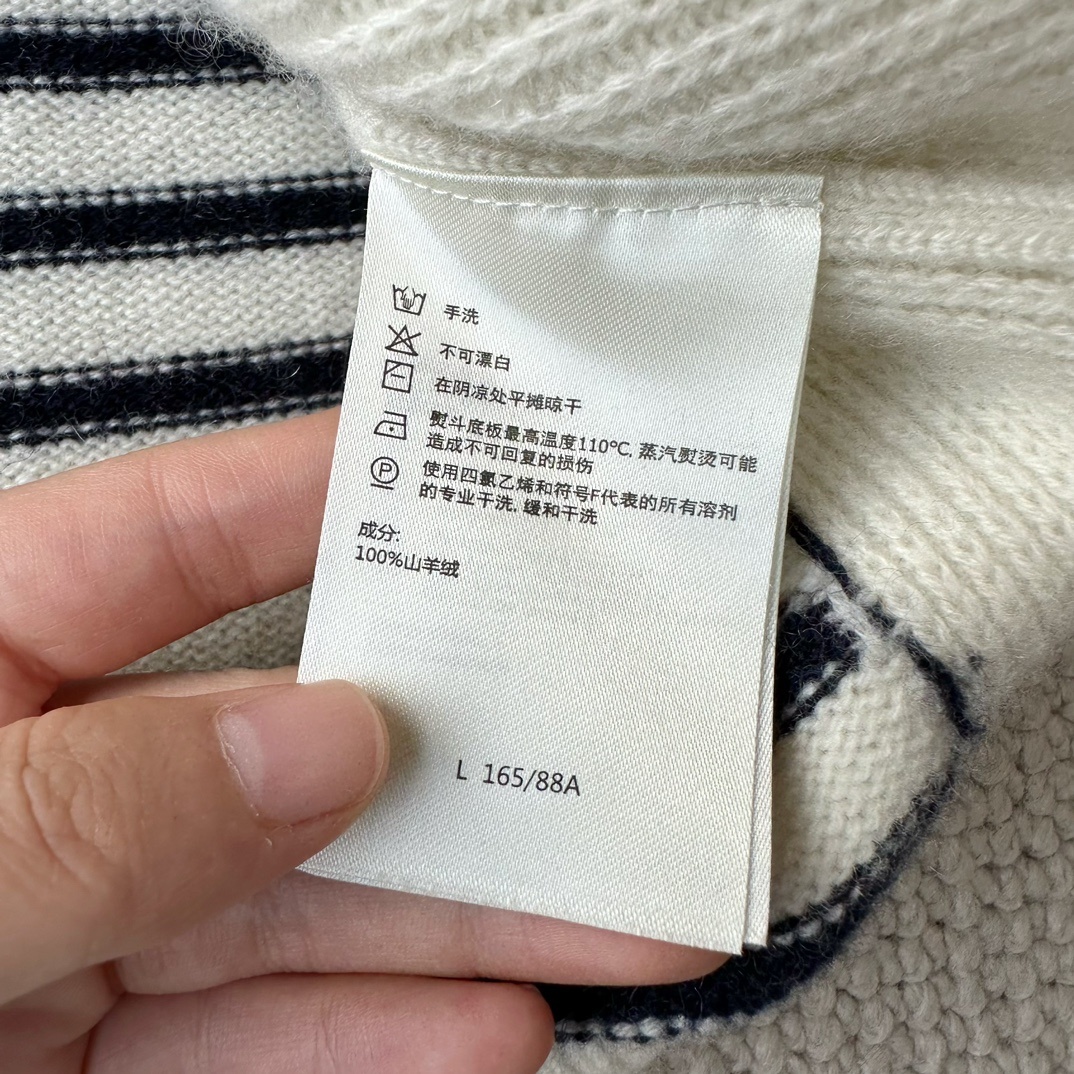 手洗
不可漂白
在阴凉处平摊晾干
熨斗底板最高温度110℃, 蒸汽熨烫可能
造成不可回复的损伤
P
使用四氯乙烯和符号F代表的所有溶剂
的专业干洗. 缓和干洗
成分:
100%山羊绒
L 165/88A